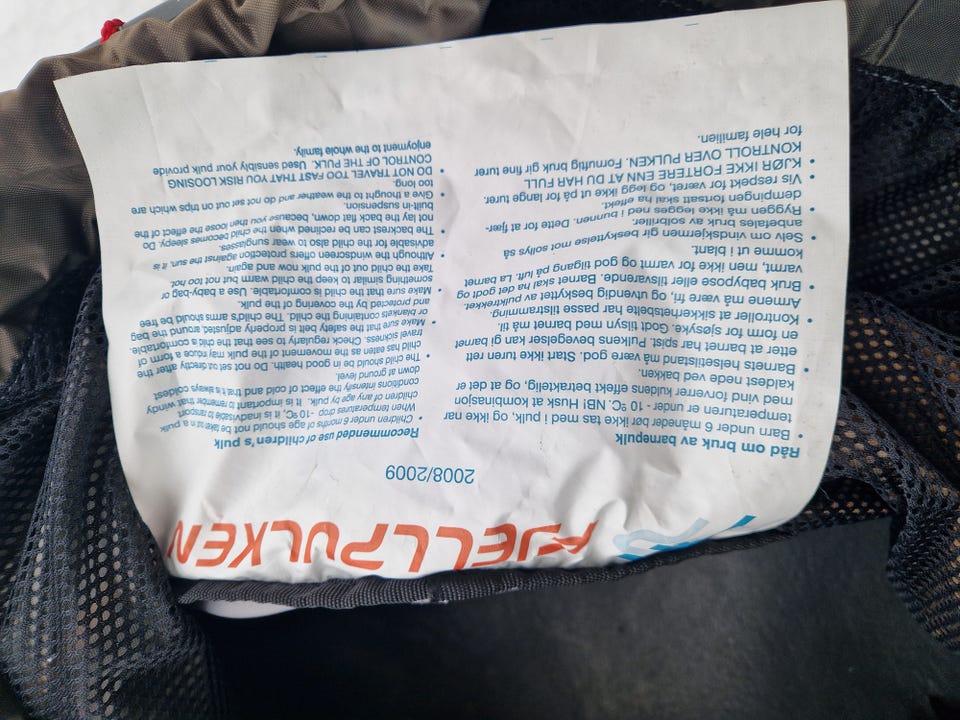 FJELLPULKEN
2008/2009
Råd om bruk av barnepulk
• Barn under 6 måneder bør ikke tas med i pulk, og ikke når
temperaturen er under - 10 ºC. NB! Husk at kombinasjon
med vind forverrer kuldens effekt betraktelig, og at det er
kaldest nede ved bakken.
• Barnets helsetilstand må være god. Start ikke turen rett
etter at barnet har spist. Pulkens bevegelser kan gi barnet
en form for sjøsyke. Godt tilsyn med barnet må til.
• Kontroller at sikkerhetsbelte har passe tilstramming.
Armene må være fri, og utvendig beskyttet av pulktrekket.
• Bruk babypose eller tilsvarende. Barnet skal ha det godt og
varmt, men ikke for varmt og god tilgang på luft. La barnet
komme ut i blant.
• Selv om vindskjermen gir beskyttelse mot sollys så
anbefales bar solbriller.
• Ryggen må ikke legges ned i bunnen. Dette for at fjær-
dempingen fortsatt skal ha effekt.
• Vis respekt for været, og legg ikke ut på for lange turer.
• KJØR IKKE FORTERE ENN AT DU HAR FULL
KONTROLL OVER PULKEN. Fornuftig bruk gir fine turer
for hele familien.
Recommended use of children's pulk
• Children under 6 months of age should not be taken in a pulk.
When temperatures drop -10ºC, it is inadvisable to transport
children of any age by pulk. It is important to remember that windy
conditions intensify the effect of cold and that it's always coldest
down at ground level.
• The child should be in good health. Do not set out directly after the
child has eaten as the movement of the pulk may induce a form of
travel sickness. Check regularly to see that the child is comfortable.
• Make sure that the safety belt is properly adjusted, around the bag
or blankets containing the child. The child's arms should be free
and protected by the covering of the pulk.
• Make sure that the child is comfortable. Use a baby-bag or
something similar to keep the child warm but not too hot.
Take the child out of the pulk now and again.
• Although the windscreen offers protection against the sun, it is
advisable for the child also to wear sunglasses.
• The backrest can be reclined when the child becomes sleepy. Do
not lay the back flat down, because you then loose the effect of the
built-in suspension.
• Give a thought to the weather and do not set out on trips which are
too long.
• DO NOT TRAVEL TOO FAST THAT YOU RISK LOOSING
CONTROL OF THE PULK. Used sensibly your pulk provide
enjoyment to the whole family.